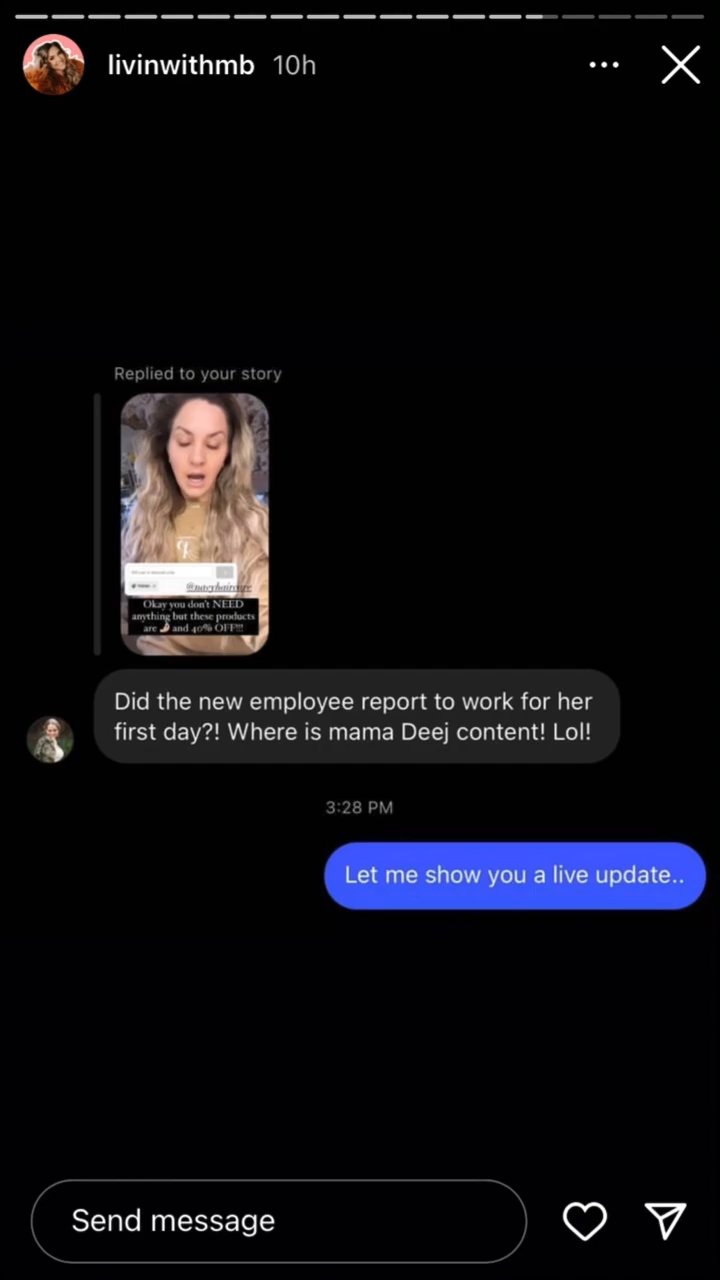 livinwithmb 10h
Replied to your story
@navyhaircare
Okay you don't NEED
anything but these products
are 🤌🏼 and 40% OFF!!!
Did the new employee report to work for her
first day?! Where is mama Deej content! Lol!
3:28 PM
Let me show you a live update..
Send message